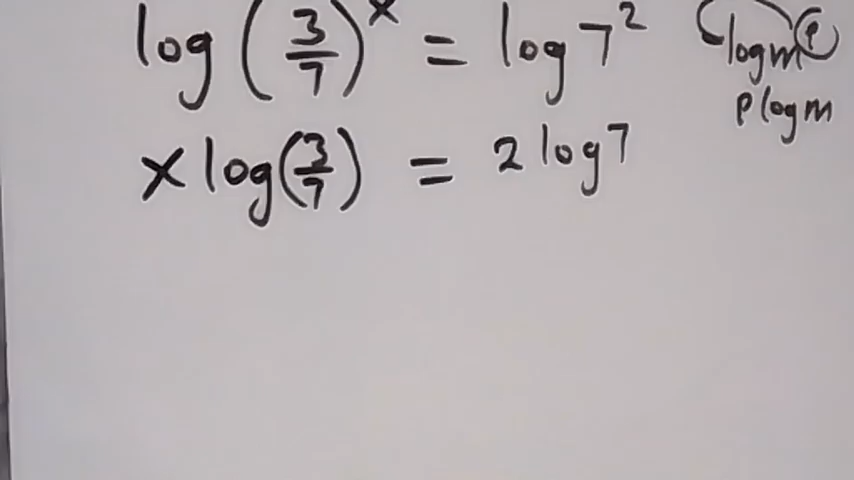 log (3/7)^x = log 7^2
x log(3/7) = 2 log 7
log m^p
p log m